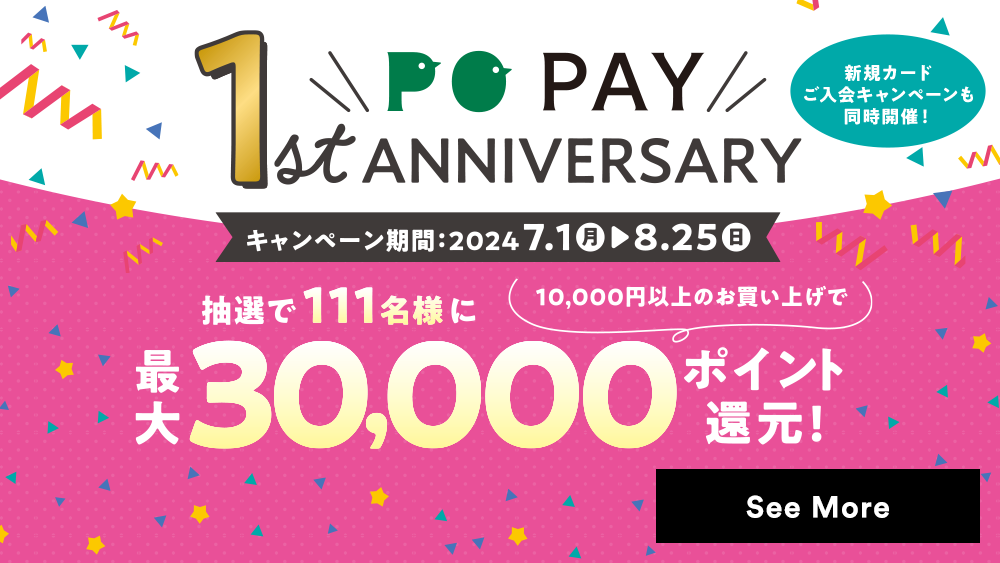 1st PO PAY
ANNIVERSARY
新規カード
ご入会キャンペーンも
同時開催!
キャンペーン期間:2024 7.1月▶8.25日
抽選で111名様に
10,000円以上のお買い上げで
最大30,000ポイント還元!
See More